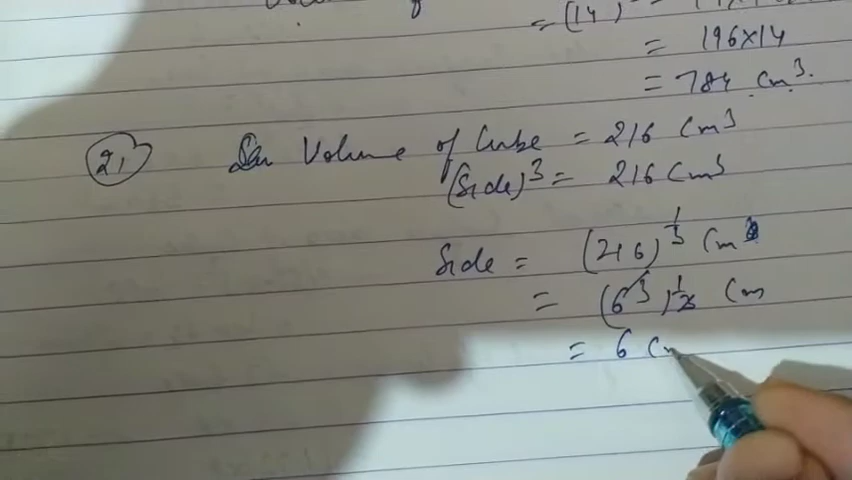 = (14)
= 196×14
= 784 cm³.
21) Volume of Cube = 216 cm³
(Side)³ = 216 cm³
Side = (216)^1/3 cm
= (6³)^1/3 cm
= 6 cm